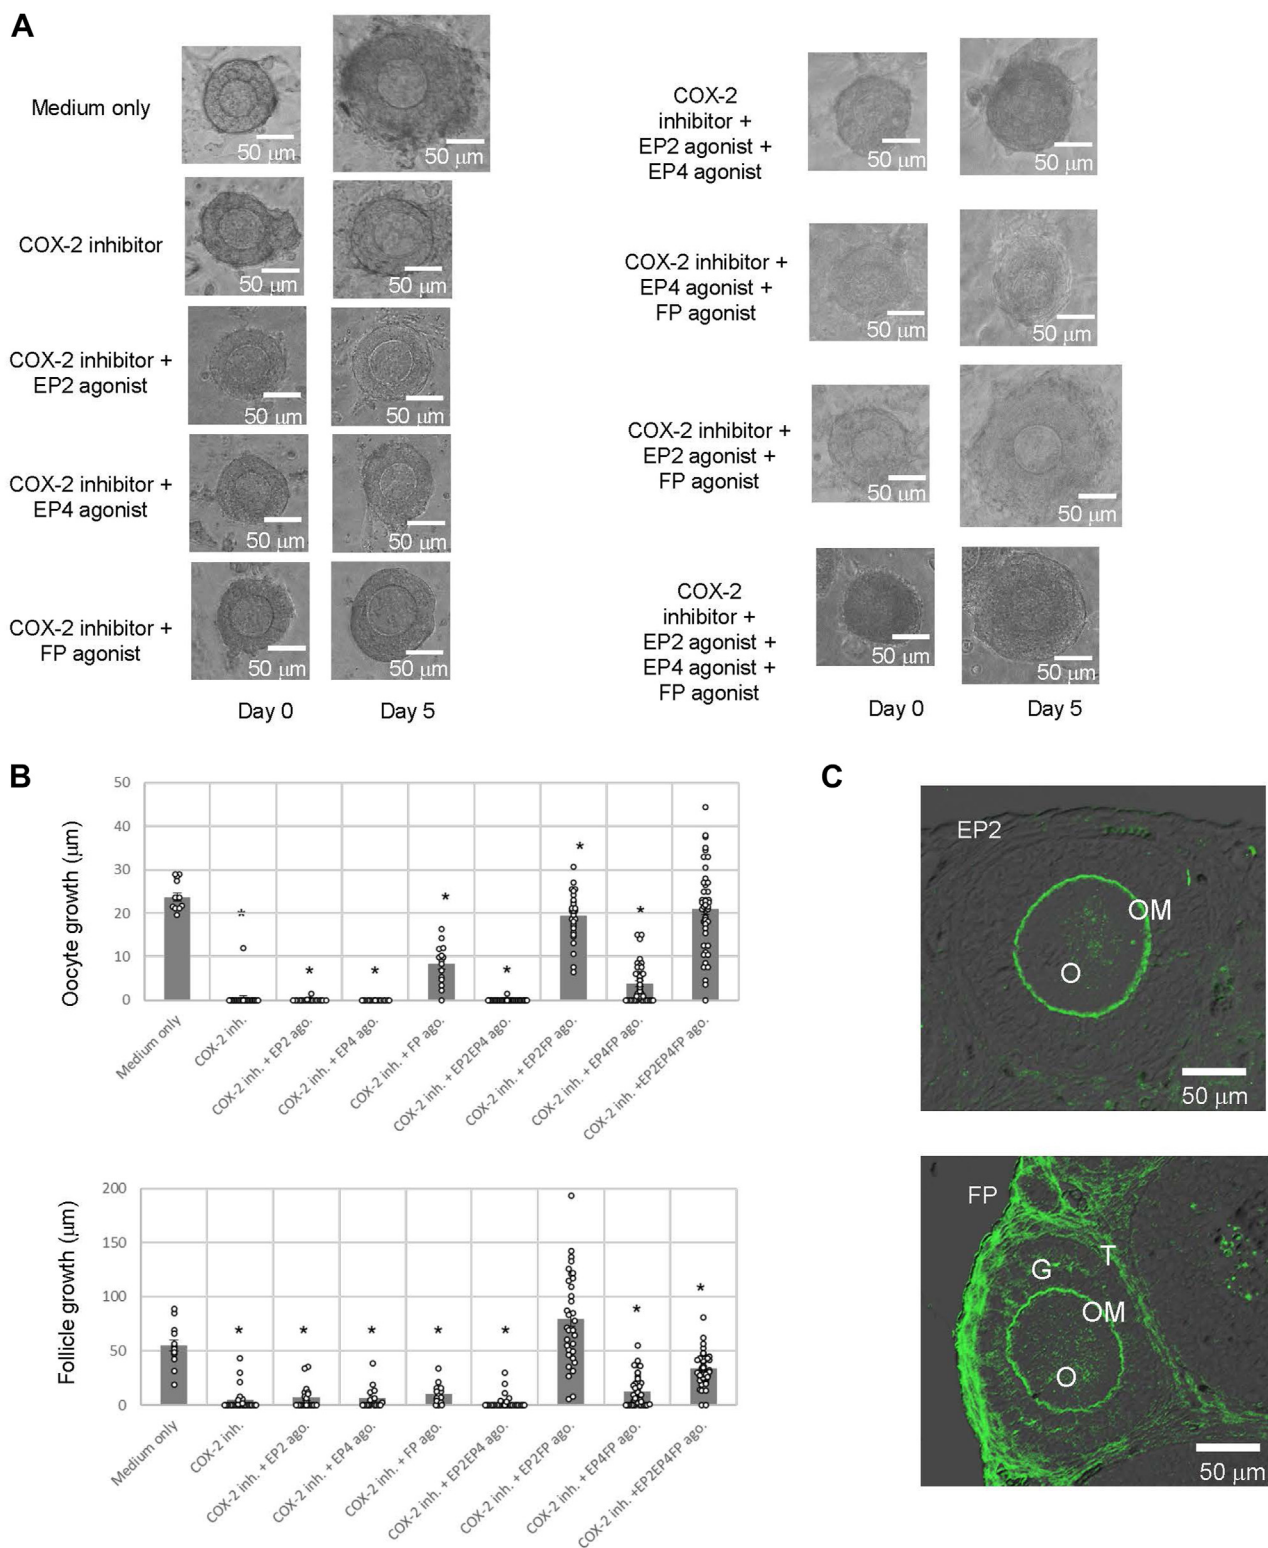 A
Medium only
50 μm
50 μm
COX-2 inhibitor
50 μm
50 μm
COX-2 inhibitor +
EP2 agonist
50 μm
50 μm
COX-2 inhibitor +
EP4 agonist
50 μm
50 μm
COX-2 inhibitor +
FP agonist
50 μm
50 μm
Day 0
Day 5
COX-2
inhibitor +
EP2 agonist +
EP4 agonist
50 μm
50 μm
COX-2 inhibitor +
EP4 agonist +
FP agonist
50 μm
50 μm
COX-2 inhibitor +
EP2 agonist +
FP agonist
50 μm
50 μm
COX-2
inhibitor +
EP2 agonist +
EP4 agonist +
FP agonist
50 μm
50 μm
Day 0
Day 5
B
Oocyte growth (μm)
50
40
30
20
10
0
*
*
*
*
*
*
*
Medium only
COX-2 inh.
COX-2 inh. + EP2 ago.
COX-2 inh. + EP4 ago.
COX-2 inh. + FP ago.
COX-2 inh. + EP2EP4 ago.
COX-2 inh. + EP2FP ago.
COX-2 inh. + EP4FP ago.
COX-2 inh. +EP2EP4FP ago.
Follicle growth (μm)
200
150
100
50
0
*
*
*
*
*
*
*
Medium only
COX-2 inh.
COX-2 inh. + EP2 ago.
COX-2 inh. + EP4 ago.
COX-2 inh. + FP ago.
COX-2 inh. + EP2EP4 ago.
COX-2 inh. + EP2FP ago.
COX-2 inh. + EP4FP ago.
COX-2 inh. +EP2EP4FP ago.
C
EP2
OM
O
50 μm
FP
T
G
OM
O
50 μm